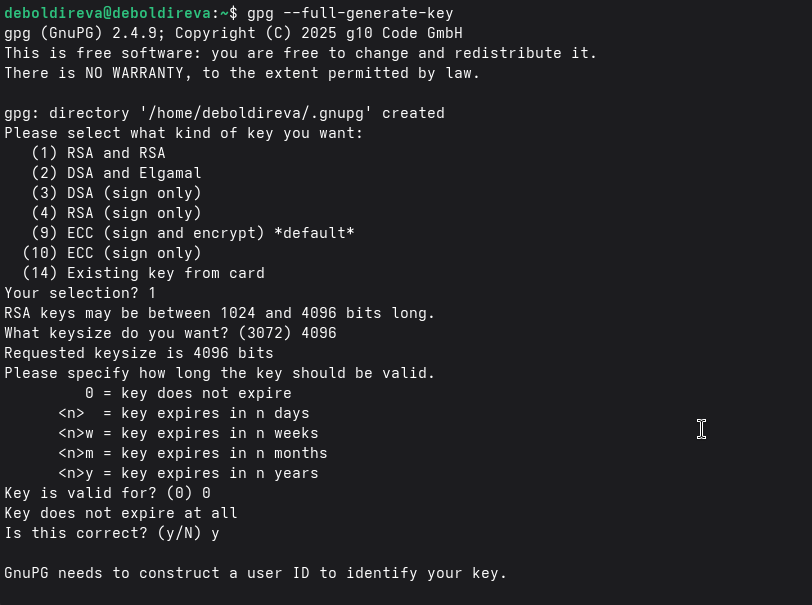 deboldireva@deboldireva:~$ gpg --full-generate-key
gpg (GnuPG) 2.4.9; Copyright (C) 2025 g10 Code GmbH
This is free software: you are free to change and redistribute it.
There is NO WARRANTY, to the extent permitted by law.

gpg: directory '/home/deboldireva/.gnupg' created
Please select what kind of key you want:
   (1) RSA and RSA
   (2) DSA and Elgamal
   (3) DSA (sign only)
   (4) RSA (sign only)
   (9) ECC (sign and encrypt) *default*
  (10) ECC (sign only)
  (14) Existing key from card
Your selection? 1
RSA keys may be between 1024 and 4096 bits long.
What keysize do you want? (3072) 4096
Requested keysize is 4096 bits
Please specify how long the key should be valid.
         0 = key does not expire
      <n>  = key expires in n days
      <n>w = key expires in n weeks
      <n>m = key expires in n months
      <n>y = key expires in n years
Key is valid for? (0) 0
Key does not expire at all
Is this correct? (y/N) y

GnuPG needs to construct a user ID to identify your key.